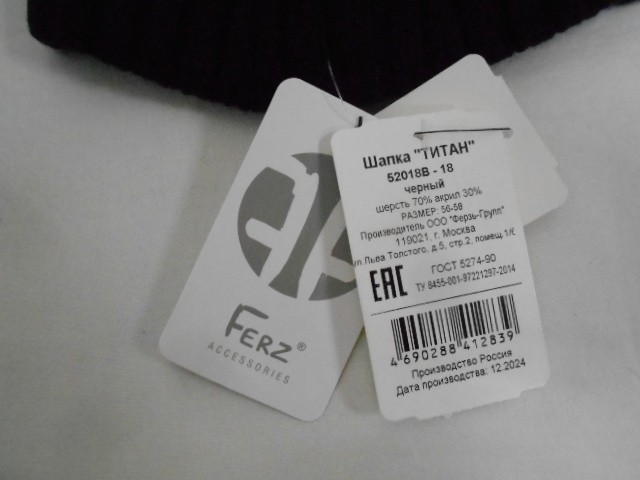 FERZ®
ACCESSORIES
Шапка "ТИТАН"
52018В - 18
черный
шерсть 70% акрил 30%
РАЗМЕР: 56-58
Производитель ООО "Ферзь-Групп"
119021, г. Москва
ул.Льва Толстого, д.5, стр.2, помещ.1/
EAC
ГОСТ 5274-90
ТУ 8455-001-97221297-2014
4 690288 412839
Производство Россия
Дата производства: 12.2024